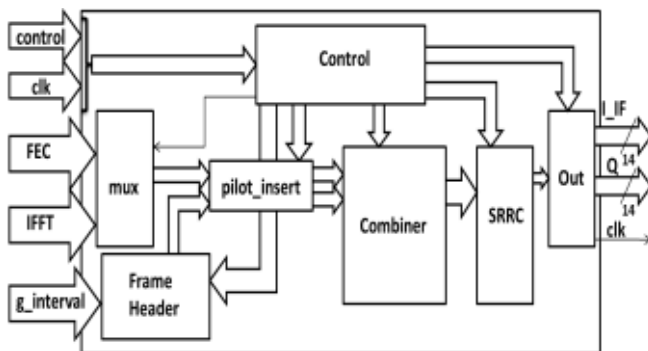 control
clk
FEC
IFFT
g_interval
mux
Frame
Header
Control
pilot_insert
Combiner
SRRC
Out
I_IF
14
Q
14
clk